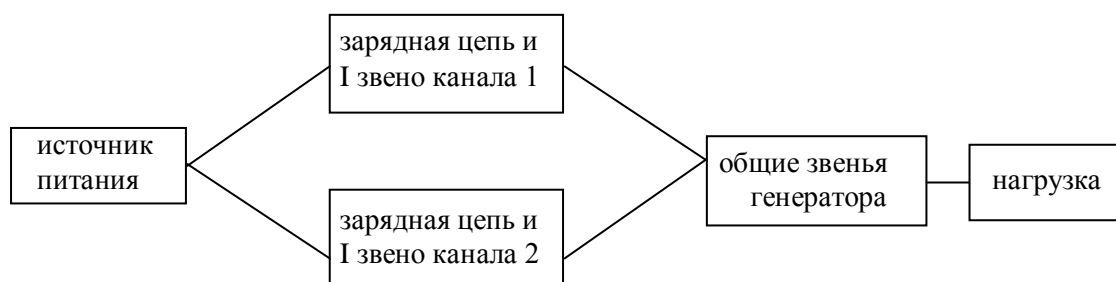 зарядная цепь и
I звено канала 1
источник
питания
общие звенья
генератора
нагрузка
зарядная цепь и
I звено канала 2